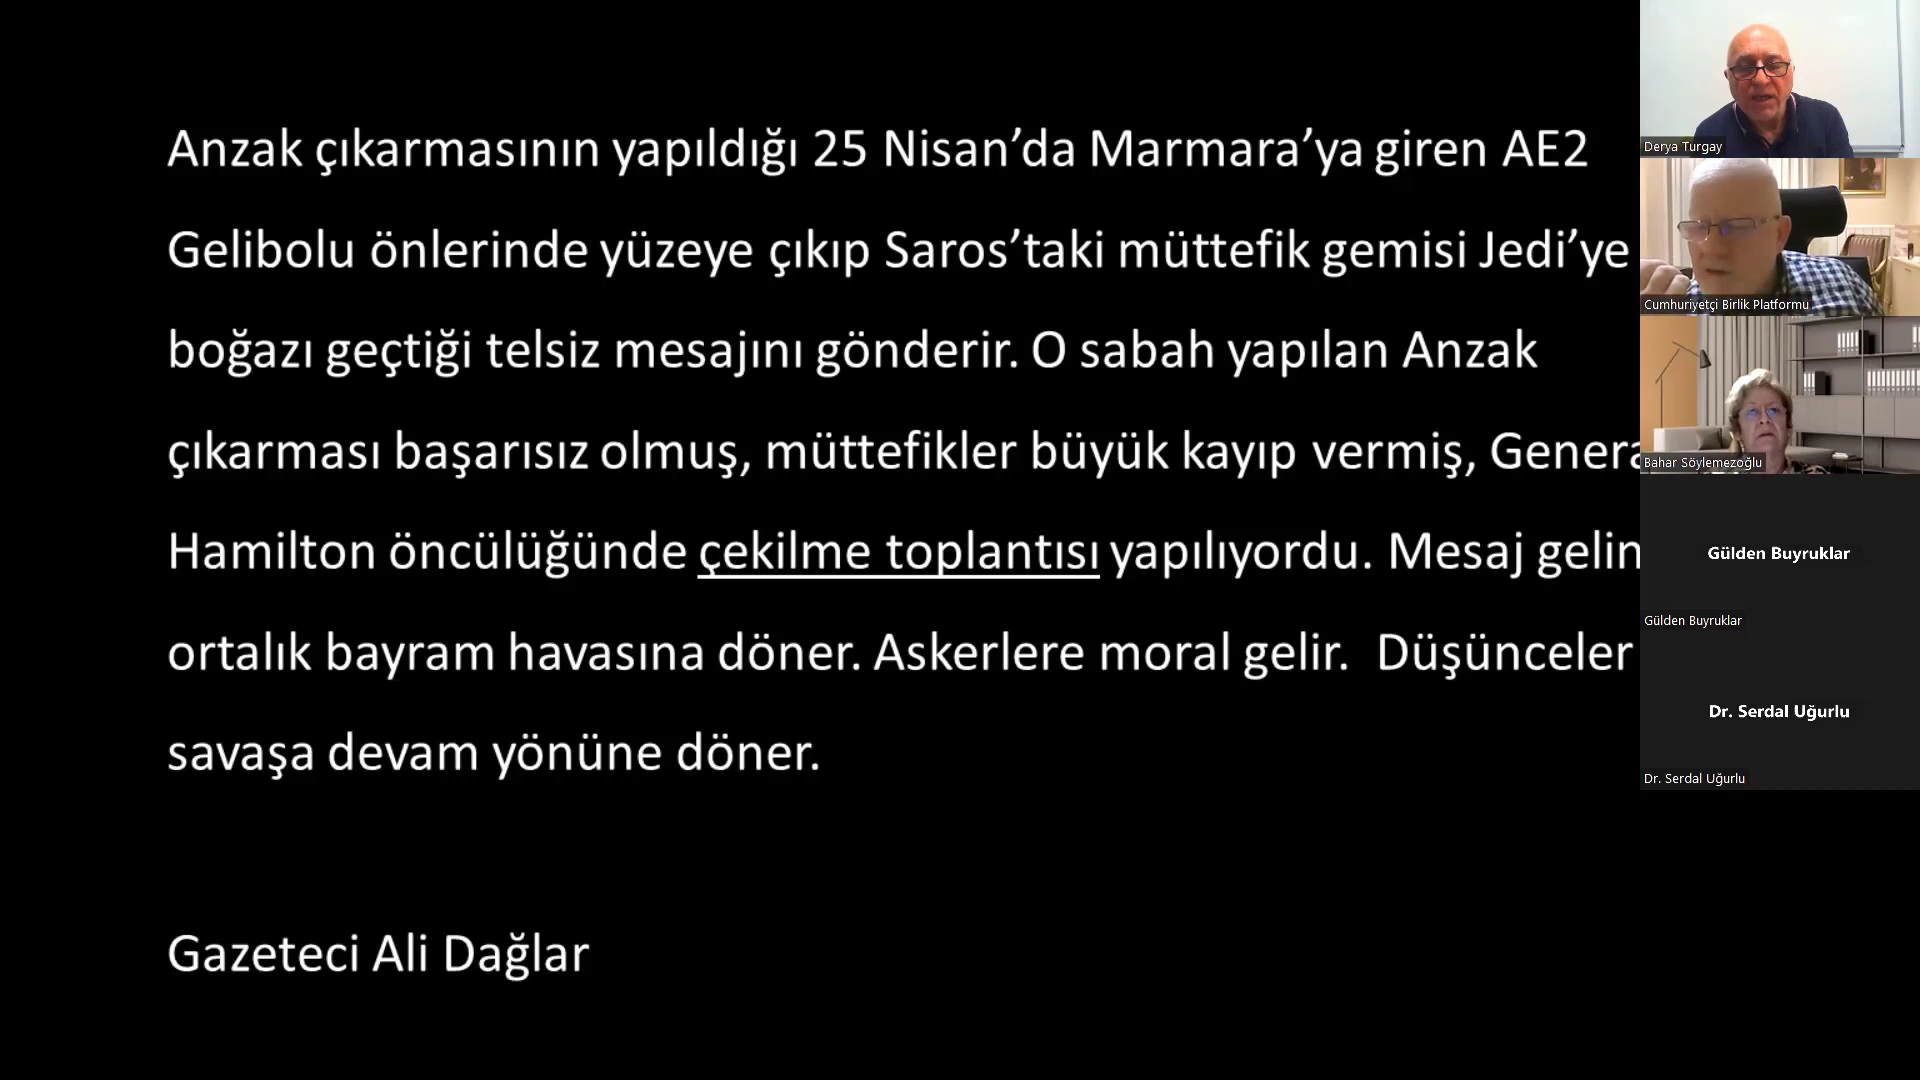 Anzak çıkarmasının yapıldığı 25 Nisan’da Marmara’ya giren AE2
Gelibolu önlerinde yüzeye çıkıp Saros’taki müttefik gemisi Jedi’ye
boğazı geçtiği telsiz mesajını gönderir. O sabah yapılan Anzak
çıkarması başarısız olmuş, müttefikler büyük kayıp vermiş,
Hamilton öncülüğünde çekilme toplantısı yapılıyordu. Mesaj
ortalık bayram havasına döner. Askerlere moral gelir. Düşünceler
savaşa devam yönüne döner.
Gazeteci Ali Dağlar
Derya Turgay
Cumhuriyetçi Birlik Platformu
Bahar Söylemezoğlu
Gülden Buyruklar
Gülden Buyruklar
Dr. Serdal Uğurlu
Dr. Serdal Uğurlu